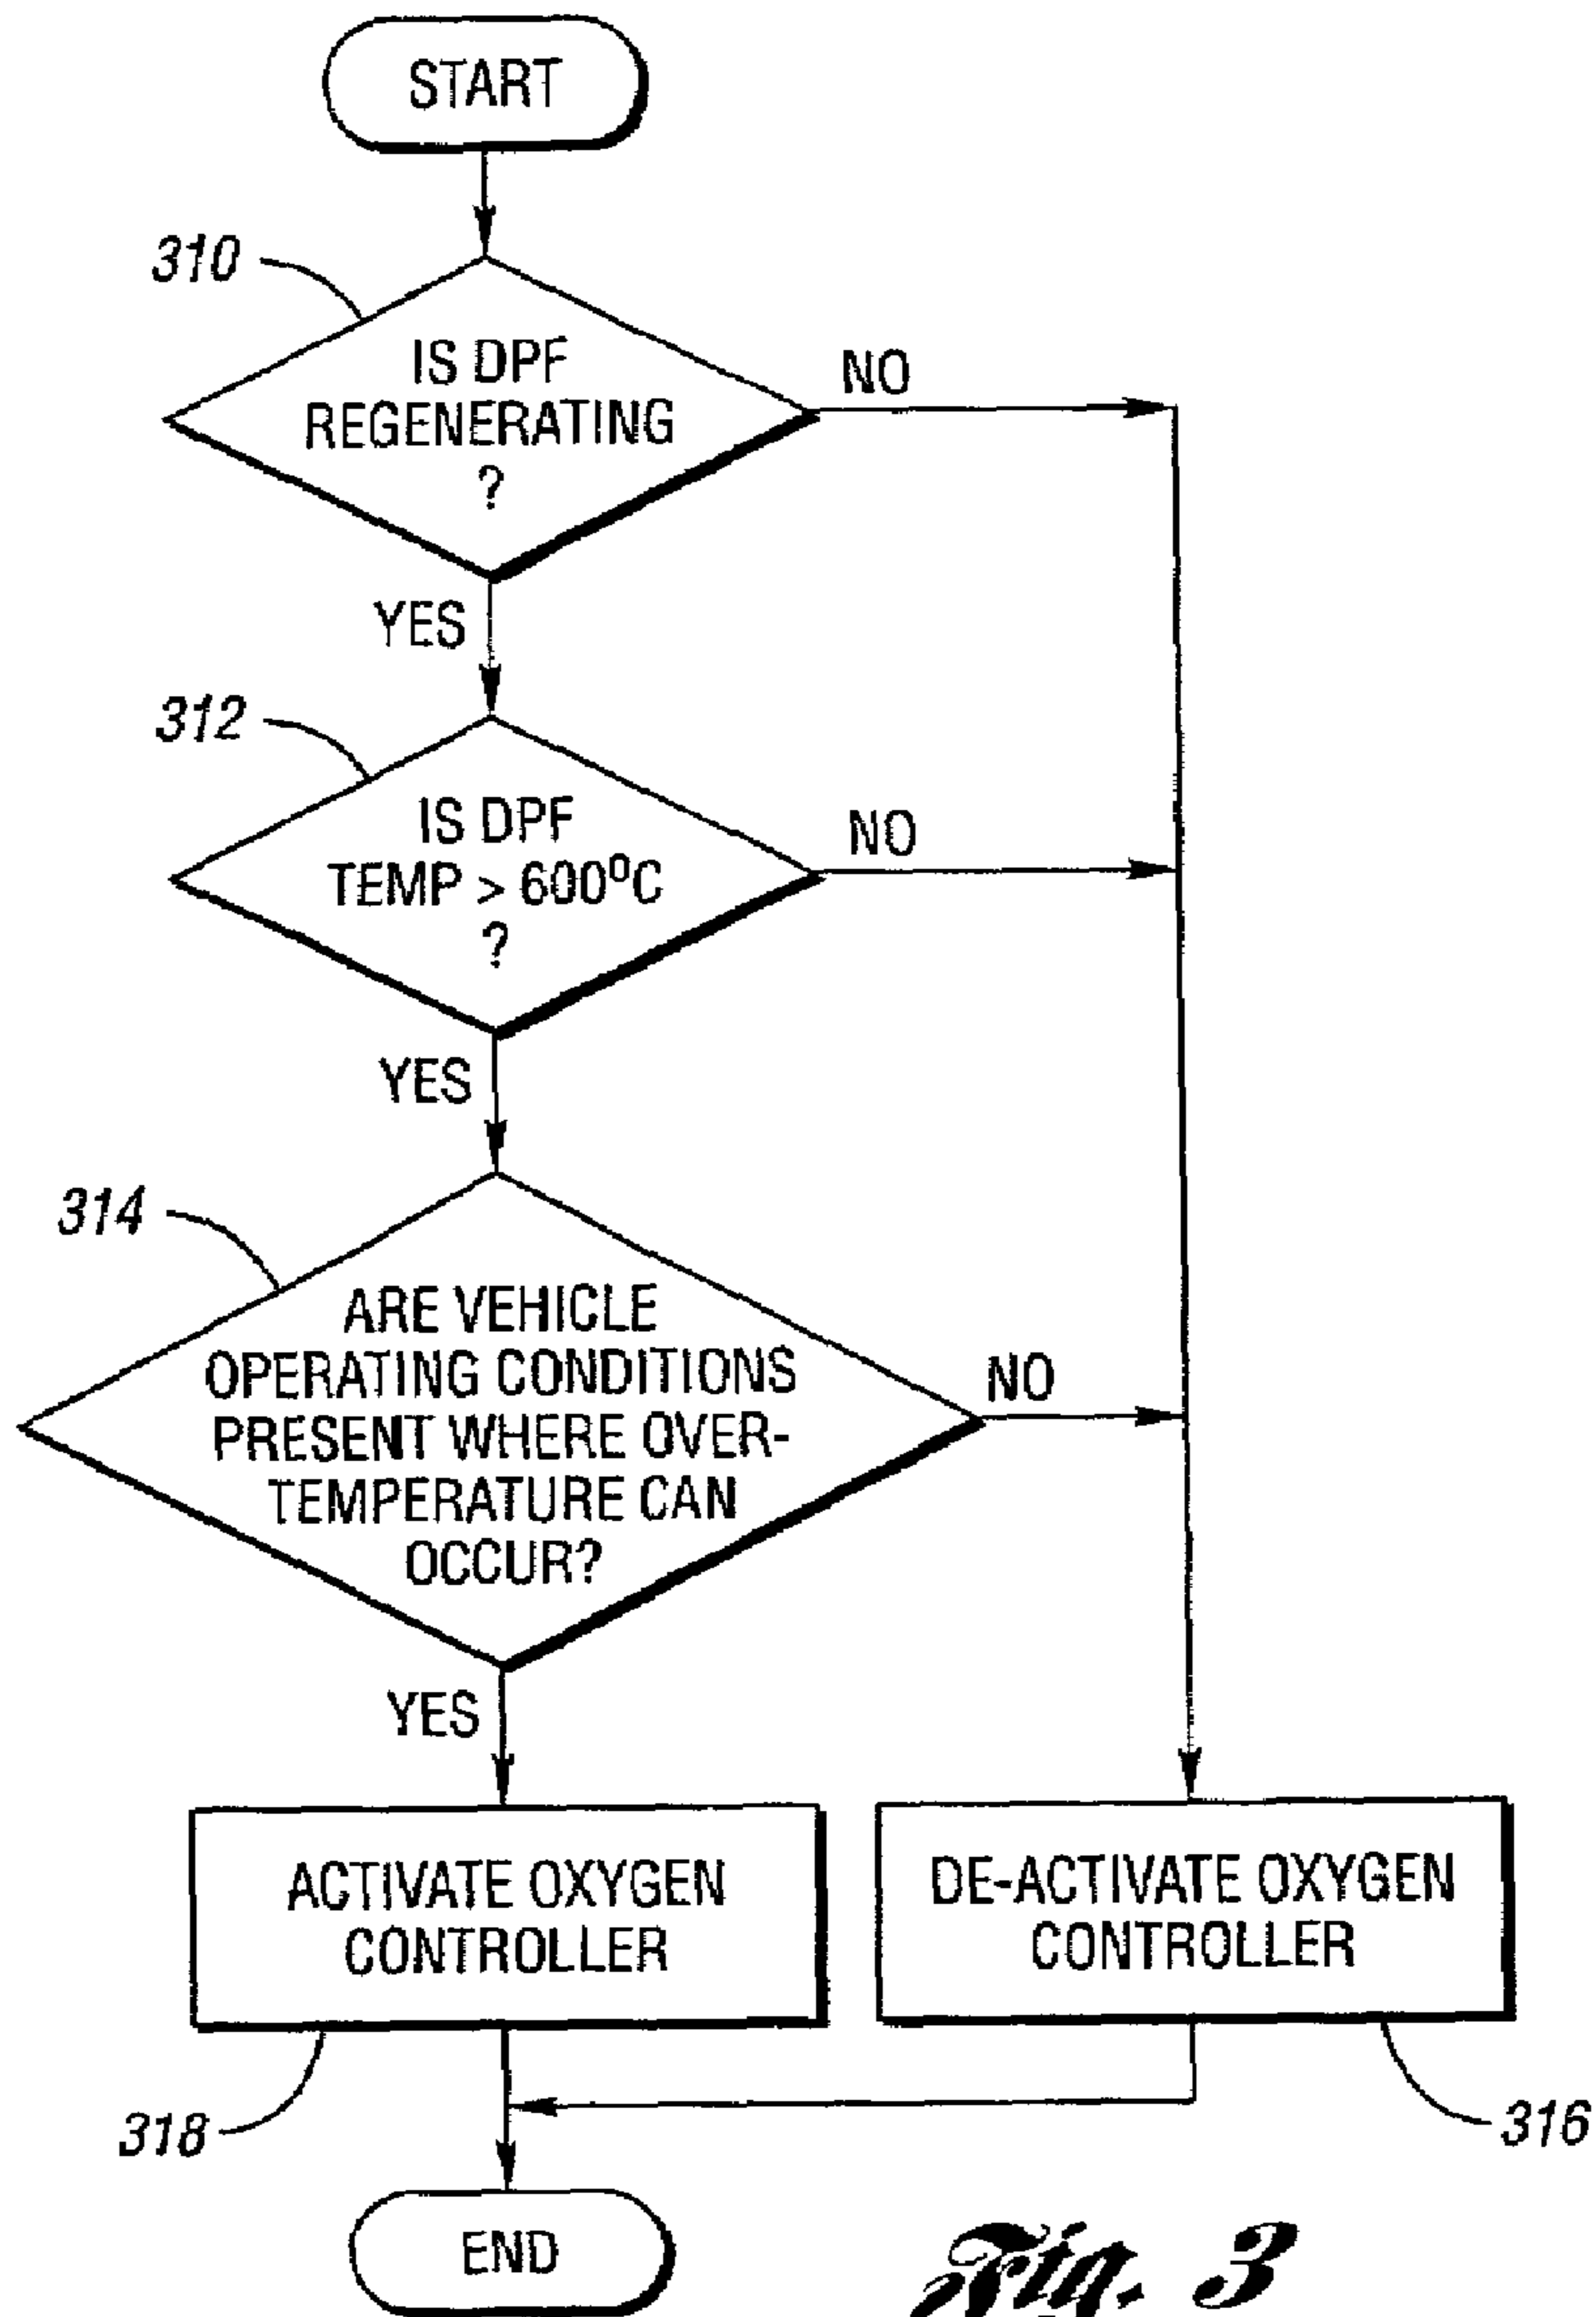 START
310
IS DPF
REGENERATING
?
NO
YES
312
IS DPF
TEMP > 600⁰C
?
NO
YES
314
ARE VEHICLE
OPERATING CONDITIONS
PRESENT WHERE OVER-
TEMPERATURE CAN
OCCUR?
NO
YES
ACTIVATE OXYGEN
CONTROLLER
DE-ACTIVATE OXYGEN
CONTROLLER
318
316
END
Fig. 3